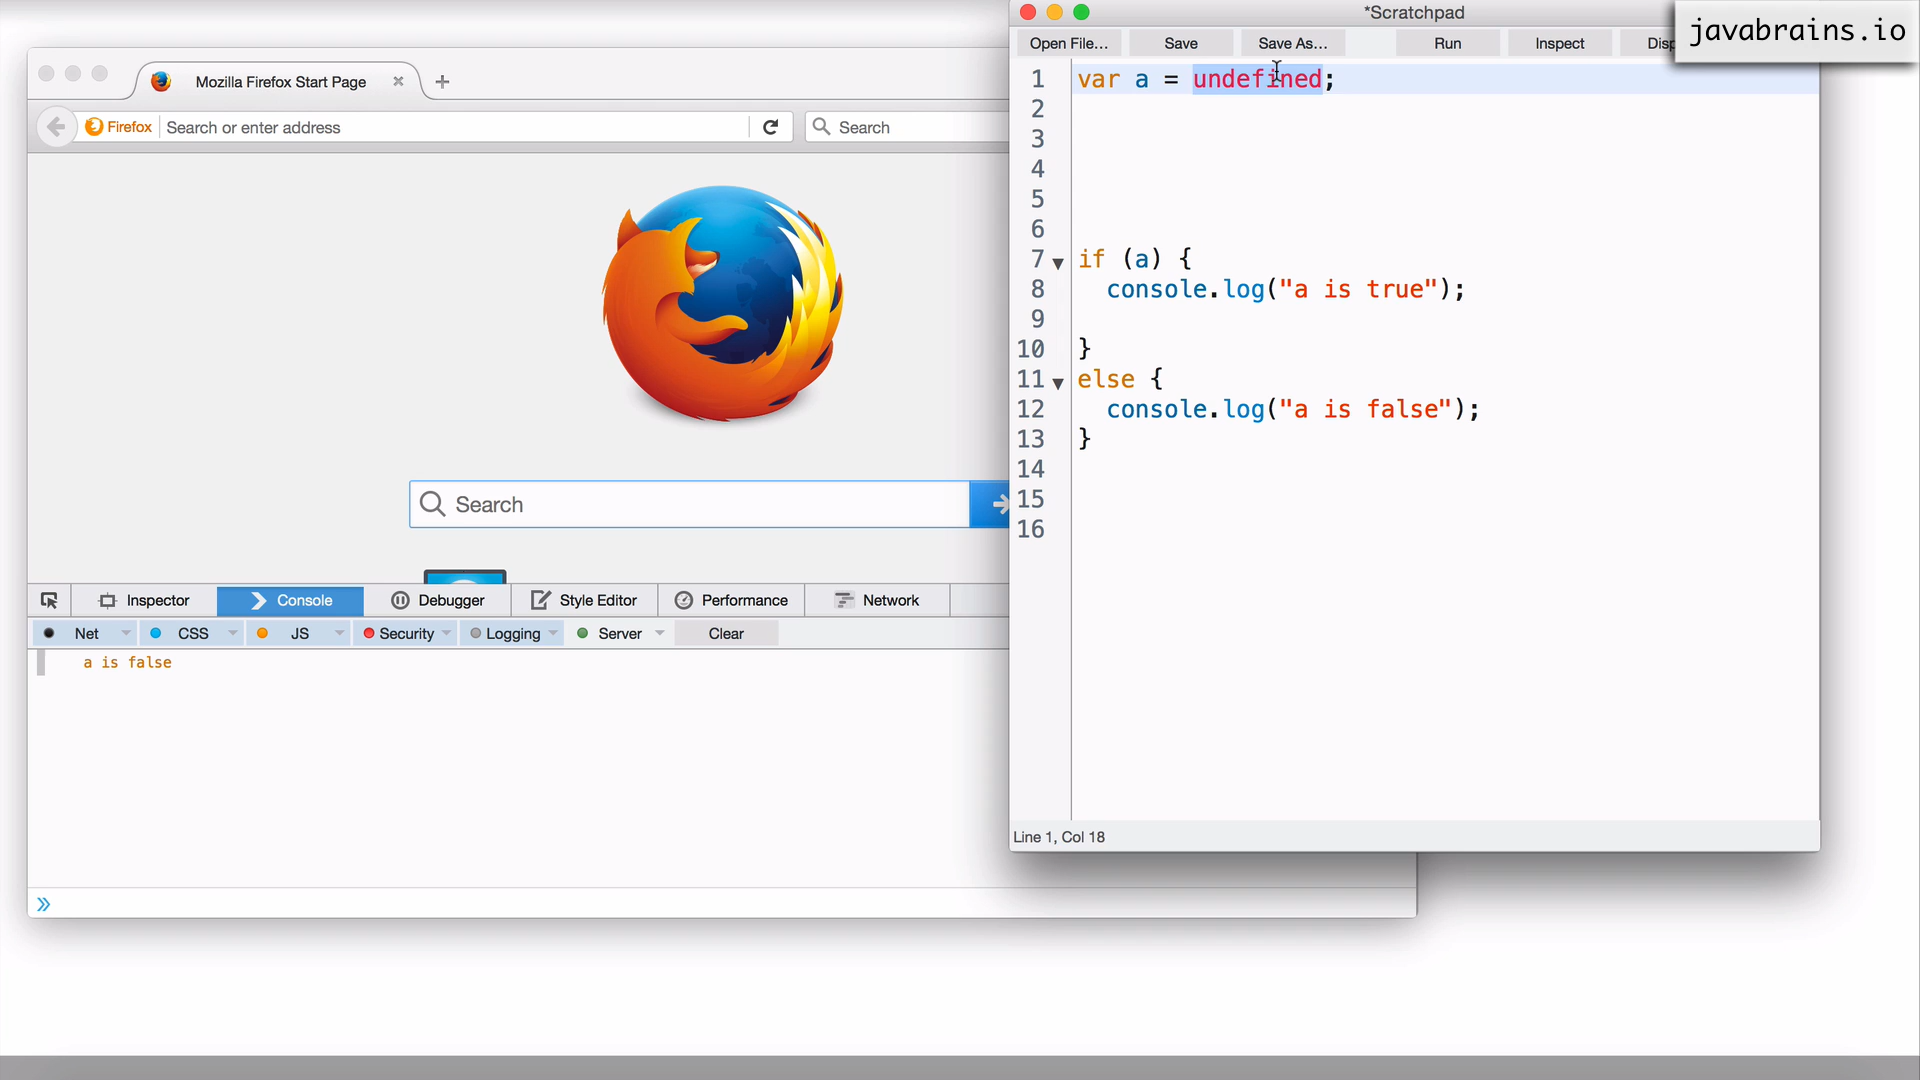 *Scratchpad
javabrains.io
Open File...
Save
Save As...
Run
Inspect
Mozilla Firefox Start Page
Firefox
Search or enter address
Search
1 var a = undefined;
2
3
4
5
6
7 if (a) {
8 console.log("a is true");
9
10 }
11 else {
12 console.log("a is false");
13 }
14
15
16
Search
Inspector
Console
Debugger
Style Editor
Performance
Network
Net
CSS
JS
Security
Logging
Server
Clear
a is false
Line 1, Col 18